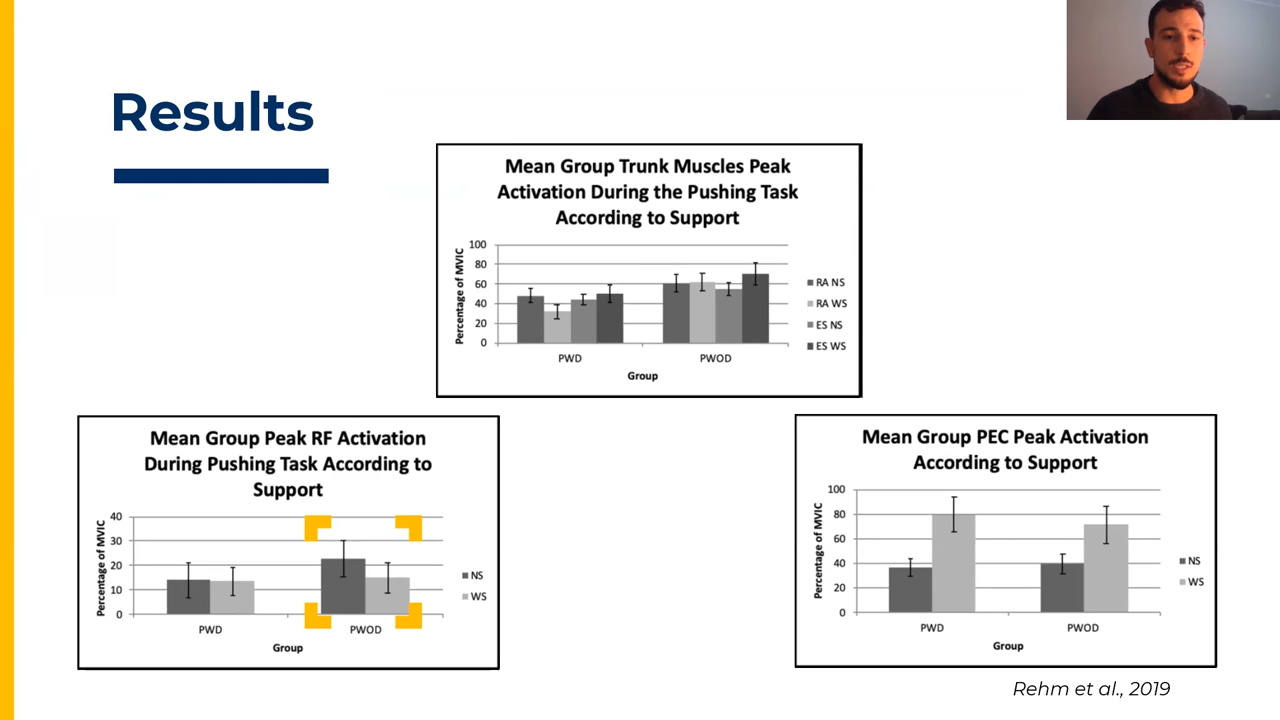 Results
Mean Group Trunk Muscles Peak
Activation During the Pushing Task
According to Support
Percentage of MVIC
100
80
60
40
20
0
PWD
PWOD
Group
RA NS
RA WS
ES NS
ES WS
Mean Group Peak RF Activation
During Pushing Task According to
Support
Percentage of MVIC
40
30
20
10
0
PWD
PWOD
Group
NS
WS
Mean Group PEC Peak Activation
According to Support
Percentage of MVIC
100
80
60
40
20
0
PWD
PWOD
Group
NS
WS
Rehm et al., 2019